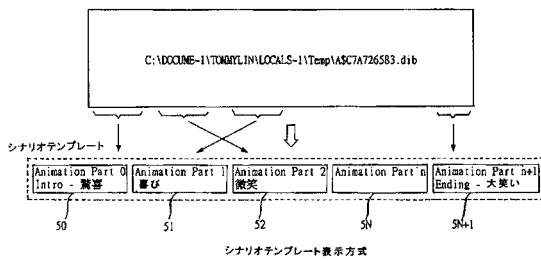 C:\DOCUME~1\TOMMYLIN\LOCALS~1\Temp\ASC7A726583.dib
シナリオテンプレート
Animation Part 0
Intro - 驚喜
Animation Part 1
喜び
Animation Part 2
微笑
Animation Part n
Animation Part n+1
Ending - 大笑い
50
51
52
5N
5N+1
シナリオテンプレート表示方式